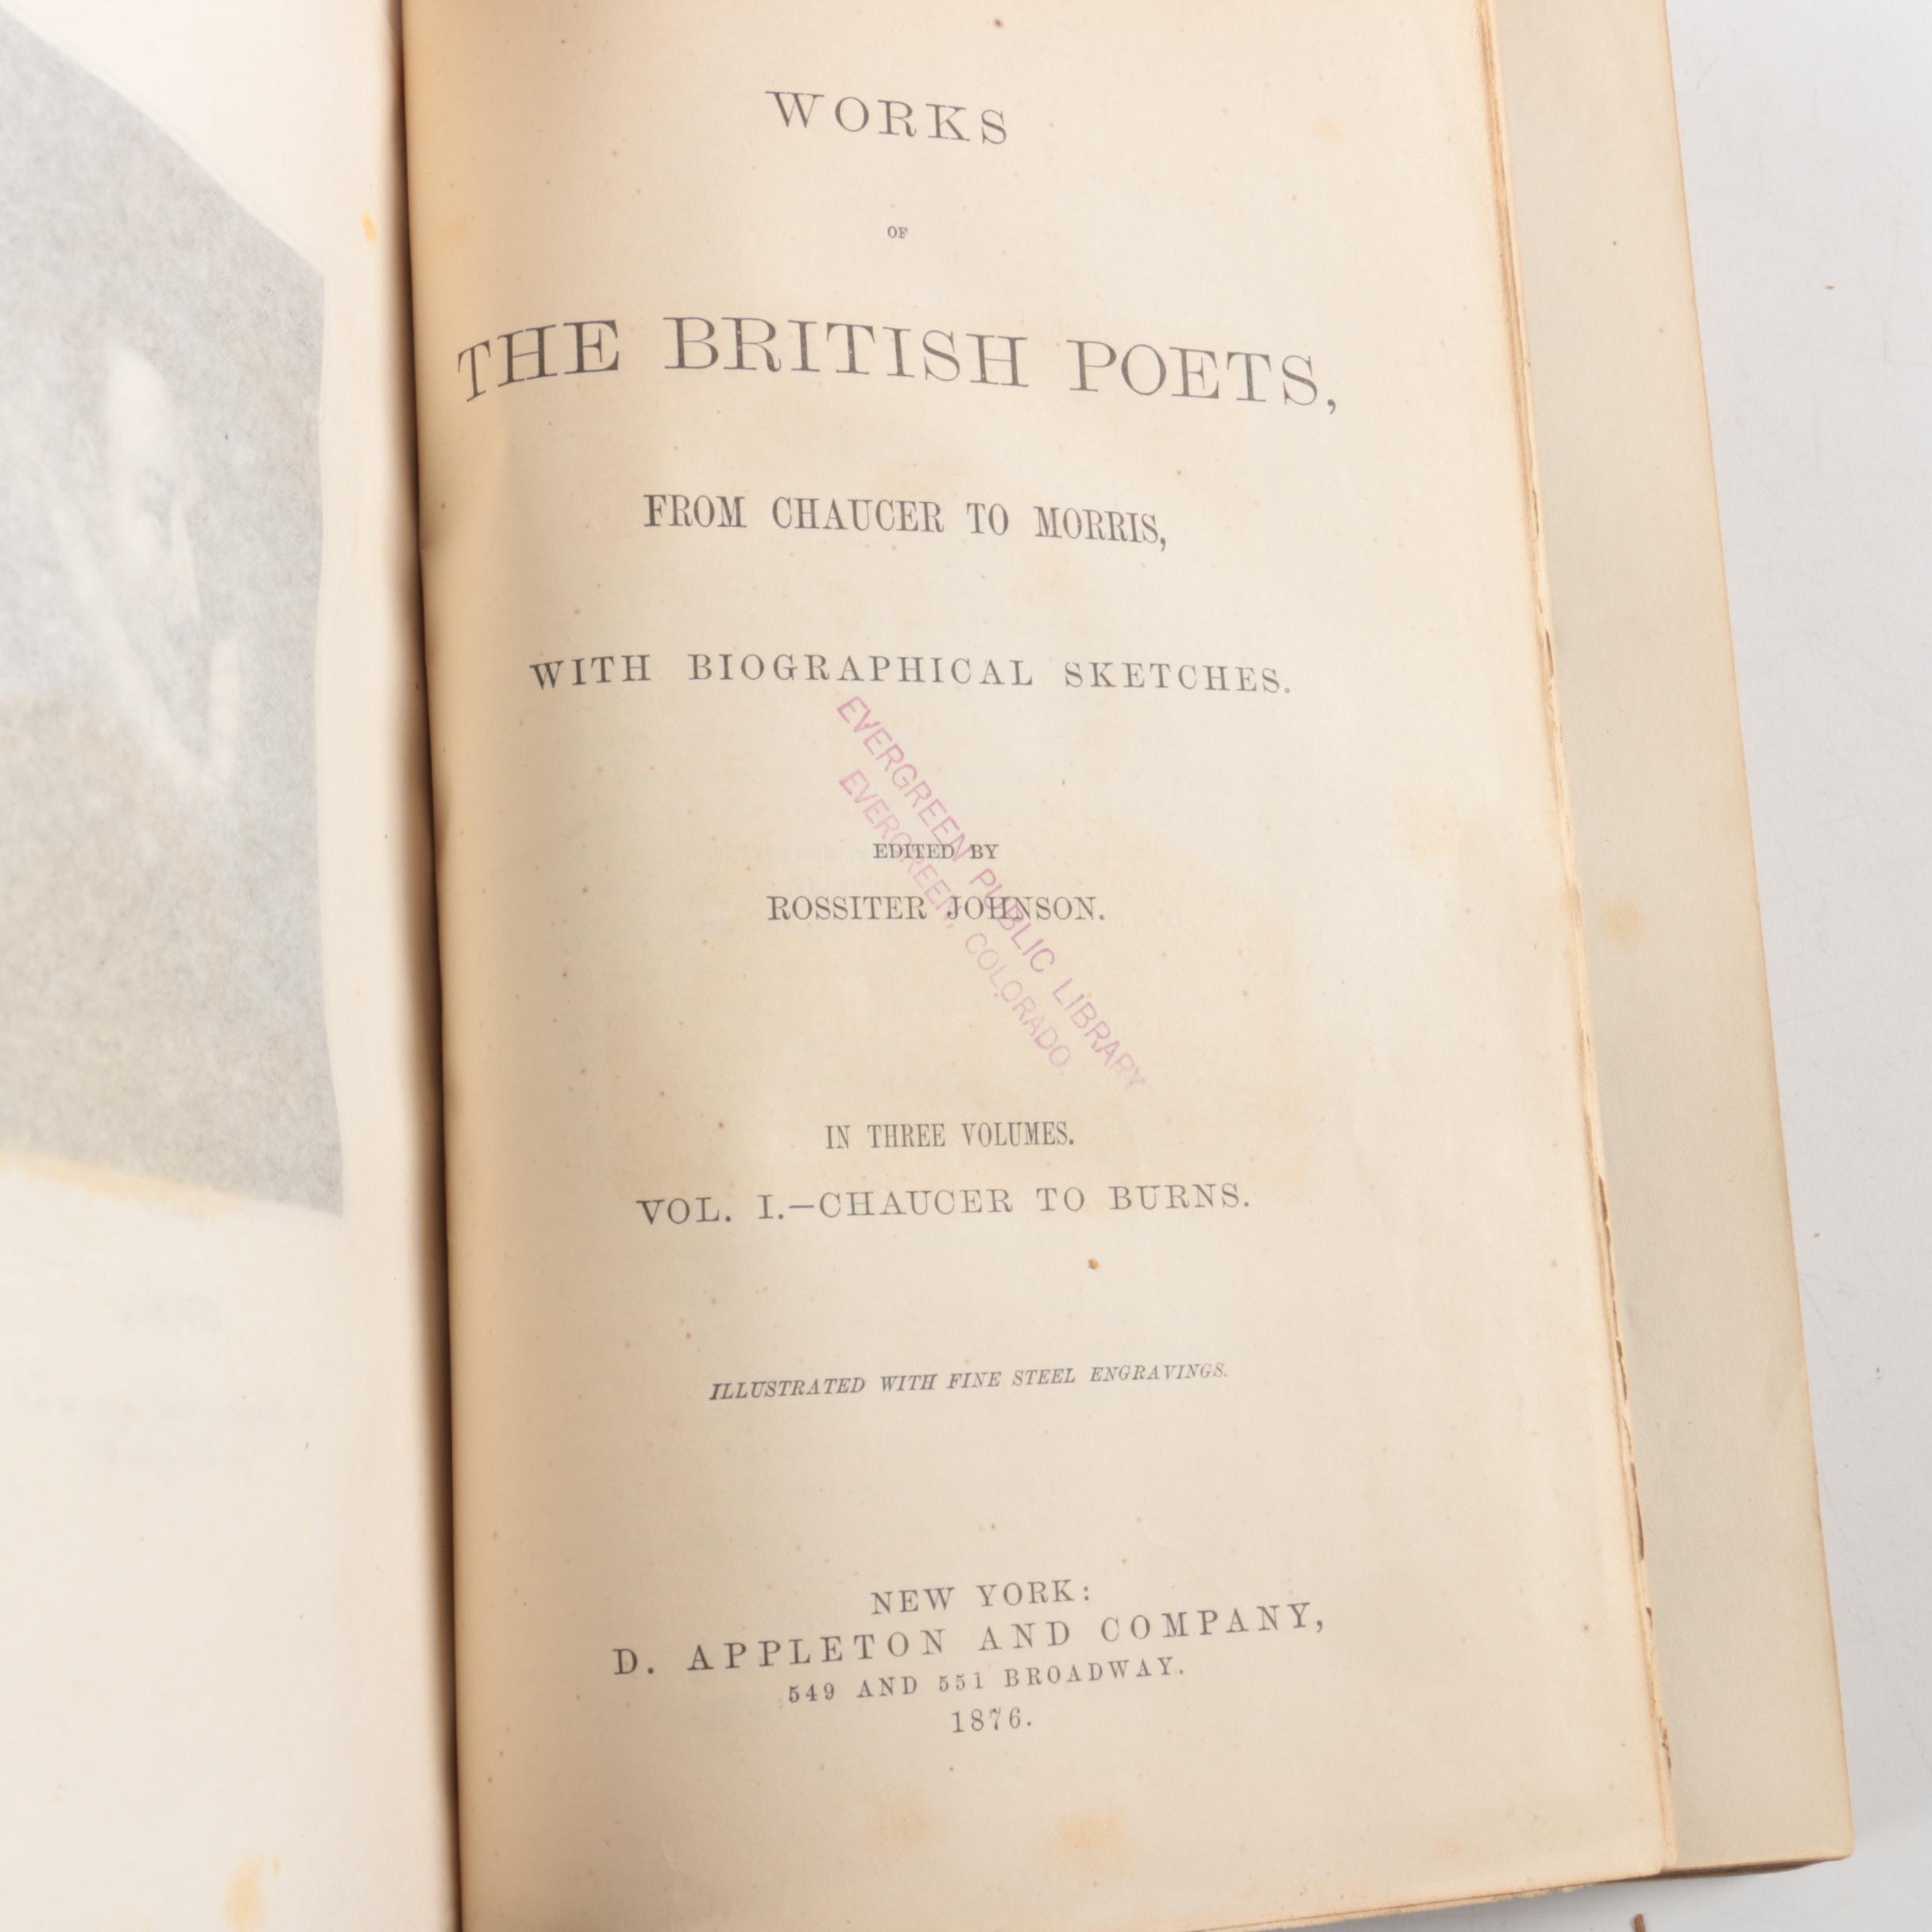 WORKS
OF
THE BRITISH POETS,
FROM CHAUCER TO MORRIS,
WITH BIOGRAPHICAL SKETCHES.
EVERGREEN PUBLIC LIBRARY
EVERGREEN, COLORADO.
EDITED BY
ROSSITER JOHNSON.
IN THREE VOLUMES.
VOL. I.—CHAUCER TO BURNS.
ILLUSTRATED WITH FINE STEEL ENGRAVINGS.
NEW YORK:
D. APPLETON AND COMPANY,
549 AND 551 BROADWAY.
1876.